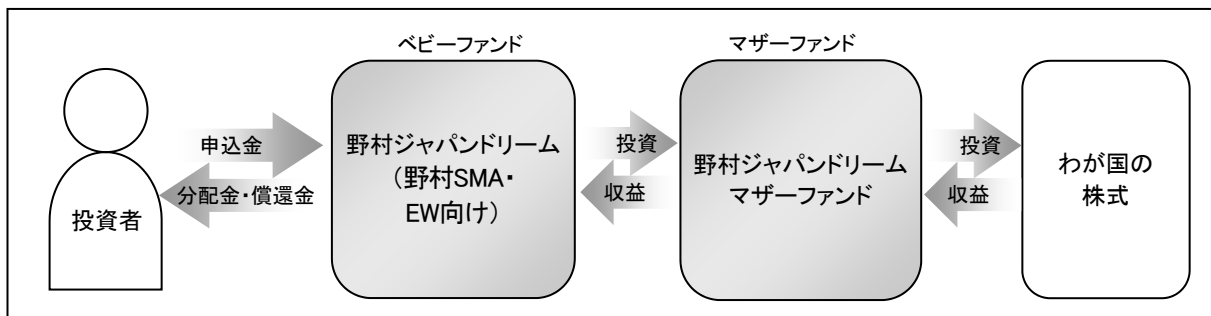 ベビーファンド
マザーファンド
申込金
分配金・償還金
投資者
野村ジャパンドリーム
（野村SMA・
EW向け）
投資
収益
野村ジャパンドリーム
マザーファンド
投資
収益
わが国の
株式